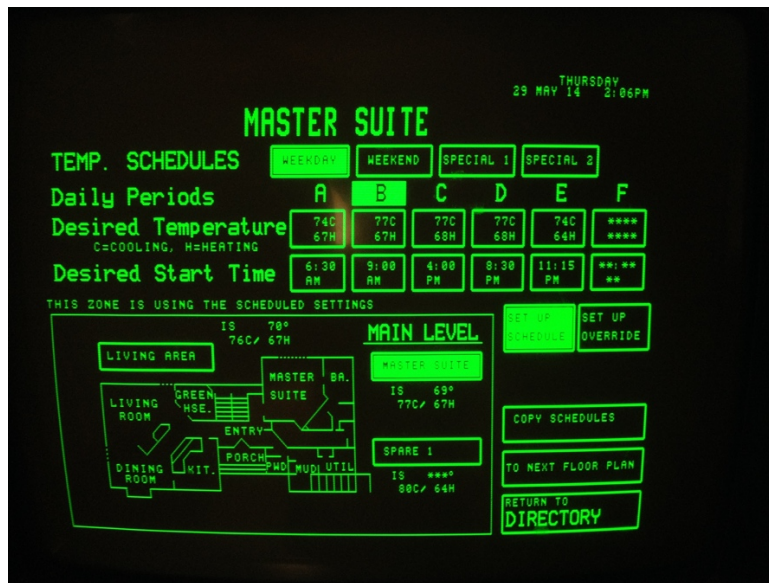 THURSDAY
29 MAY 14 2:06PM
MASTER SUITE
TEMP. SCHEDULES WEEKDAY WEEKEND SPECIAL 1 SPECIAL 2
Daily Periods A B C D E F
Desired Temperature 74C 77C 77C 77C 74C ****
C=COOLING, H=HEATING 67H 67H 68H 68H 64H ****
Desired Start Time 6:30 9:00 4:00 8:30 11:15 **:**
AM AM PM PM PM **
THIS ZONE IS USING THE SCHEDULED SETTINGS
SET UP SCHEDULE
SET UP OVERRIDE
IS 70°
76C/ 67H
MAIN LEVEL
LIVING AREA
MASTER SUITE
IS 69°
77C/ 67H
MASTER SUITE
BA.
LIVING ROOM
GREEN HSE.
ENTRY
PORCH
DINING ROOM
KIT.
PWD
MUD
UTIL
SPARE 1
IS ***°
80C/ 64H
COPY SCHEDULES
TO NEXT FLOOR PLAN
RETURN TO
DIRECTORY